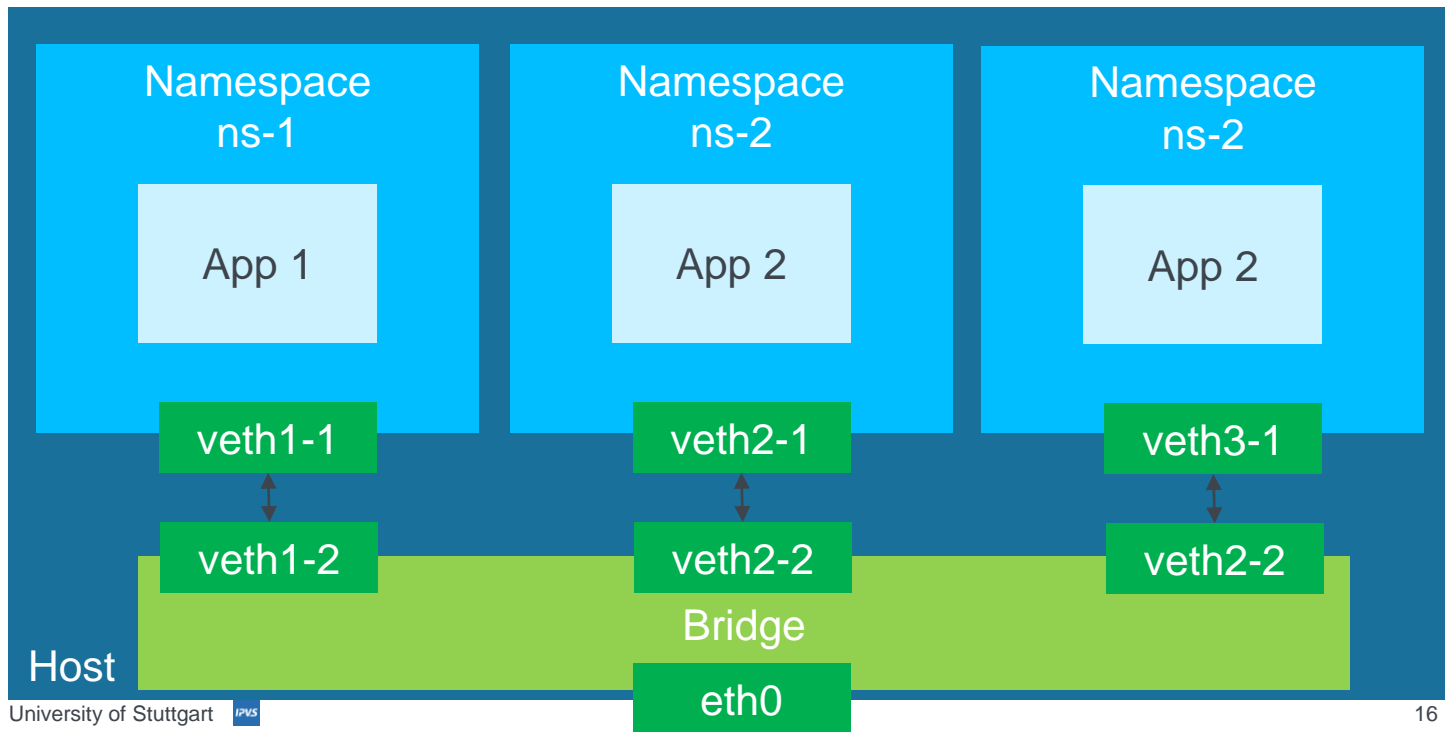 Namespace
ns-1
Namespace
ns-2
Namespace
ns-2
App 1
App 2
App 2
veth1-1
veth2-1
veth3-1
veth1-2
veth2-2
veth2-2
Bridge
Host
eth0
University of Stuttgart
IPVS
16